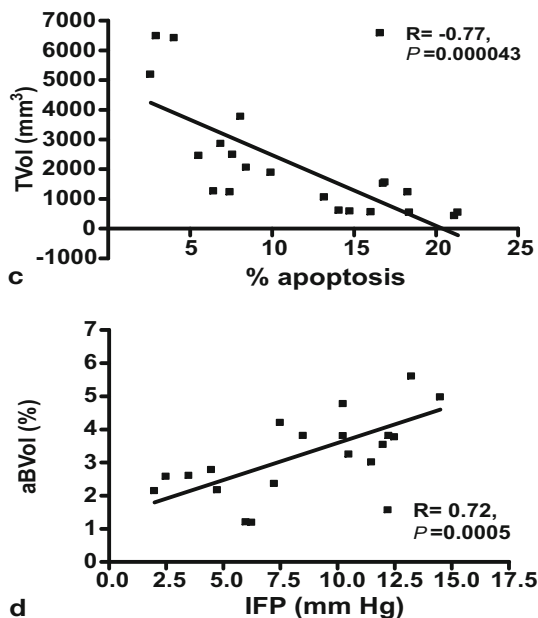 7000
6000
5000
4000
3000
2000
1000
0
-1000
TVol (mm³)
R= -0.77,
P=0.000043
5 10 15 20 25
% apoptosis
c
7
6
5
4
3
2
1
0
aBVol (%)
R= 0.72,
P=0.0005
0.0 2.5 5.0 7.5 10.0 12.5 15.0 17.5
IFP (mm Hg)
d